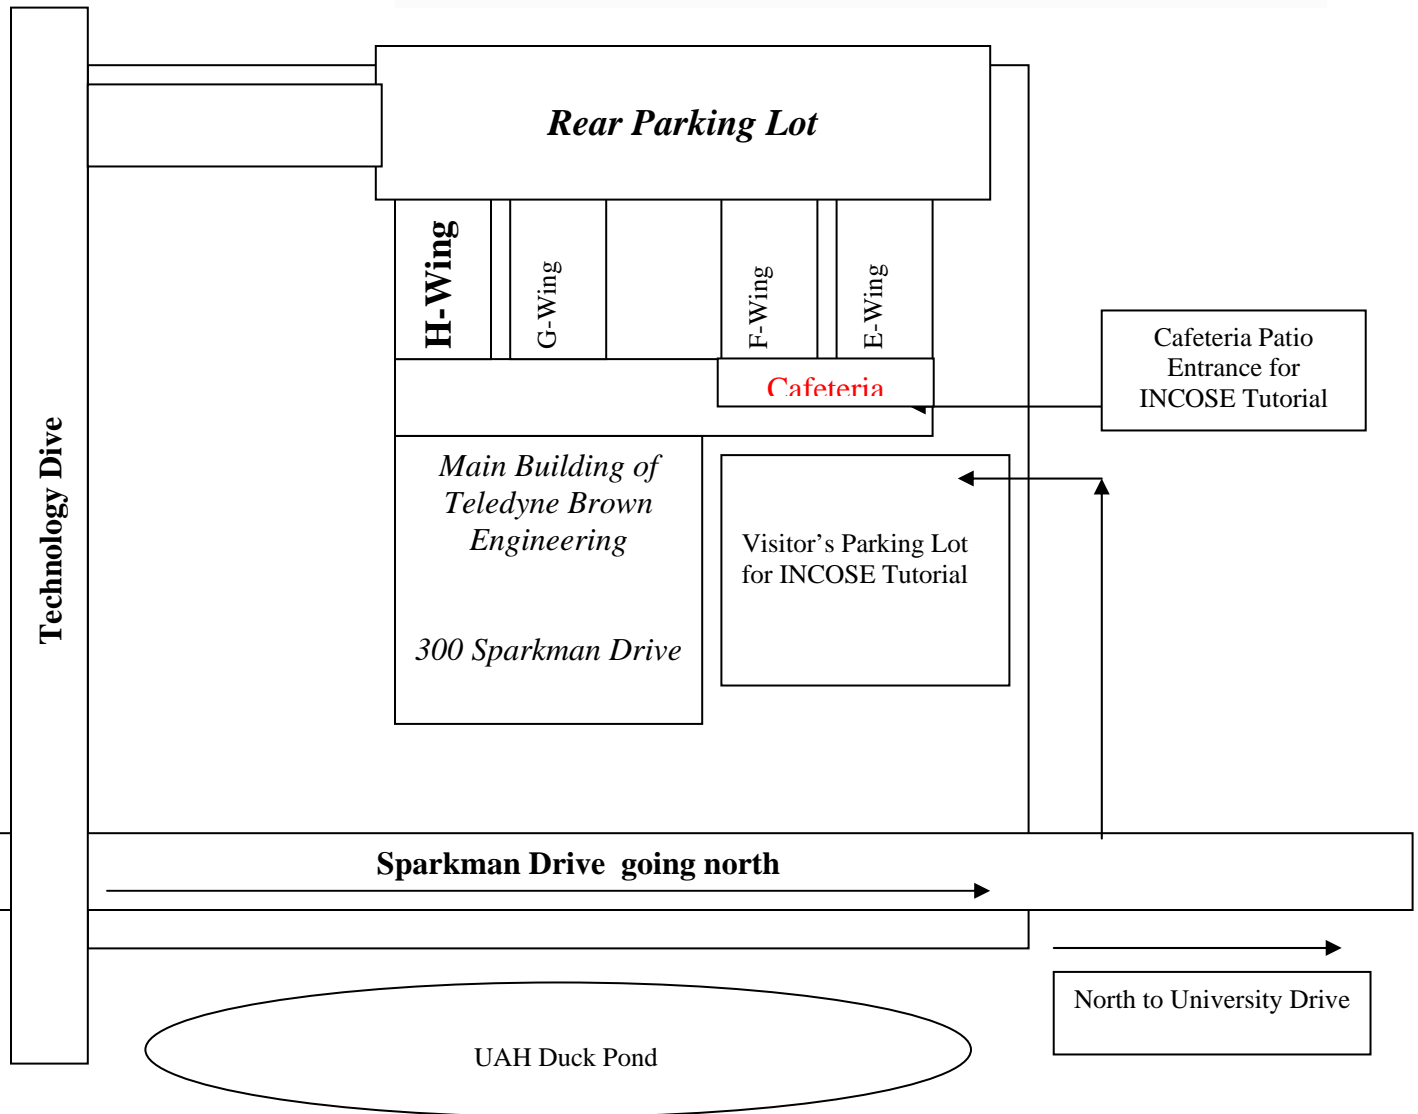 Rear Parking Lot
H-Wing
G-Wing
F-Wing
E-Wing
Cafeteria
Cafeteria Patio
Entrance for
INCOSE Tutorial
Technology Dive
Main Building of
Teledyne Brown
Engineering
300 Sparkman Drive
Visitor’s Parking Lot
for INCOSE Tutorial
Sparkman Drive going north
North to University Drive
UAH Duck Pond